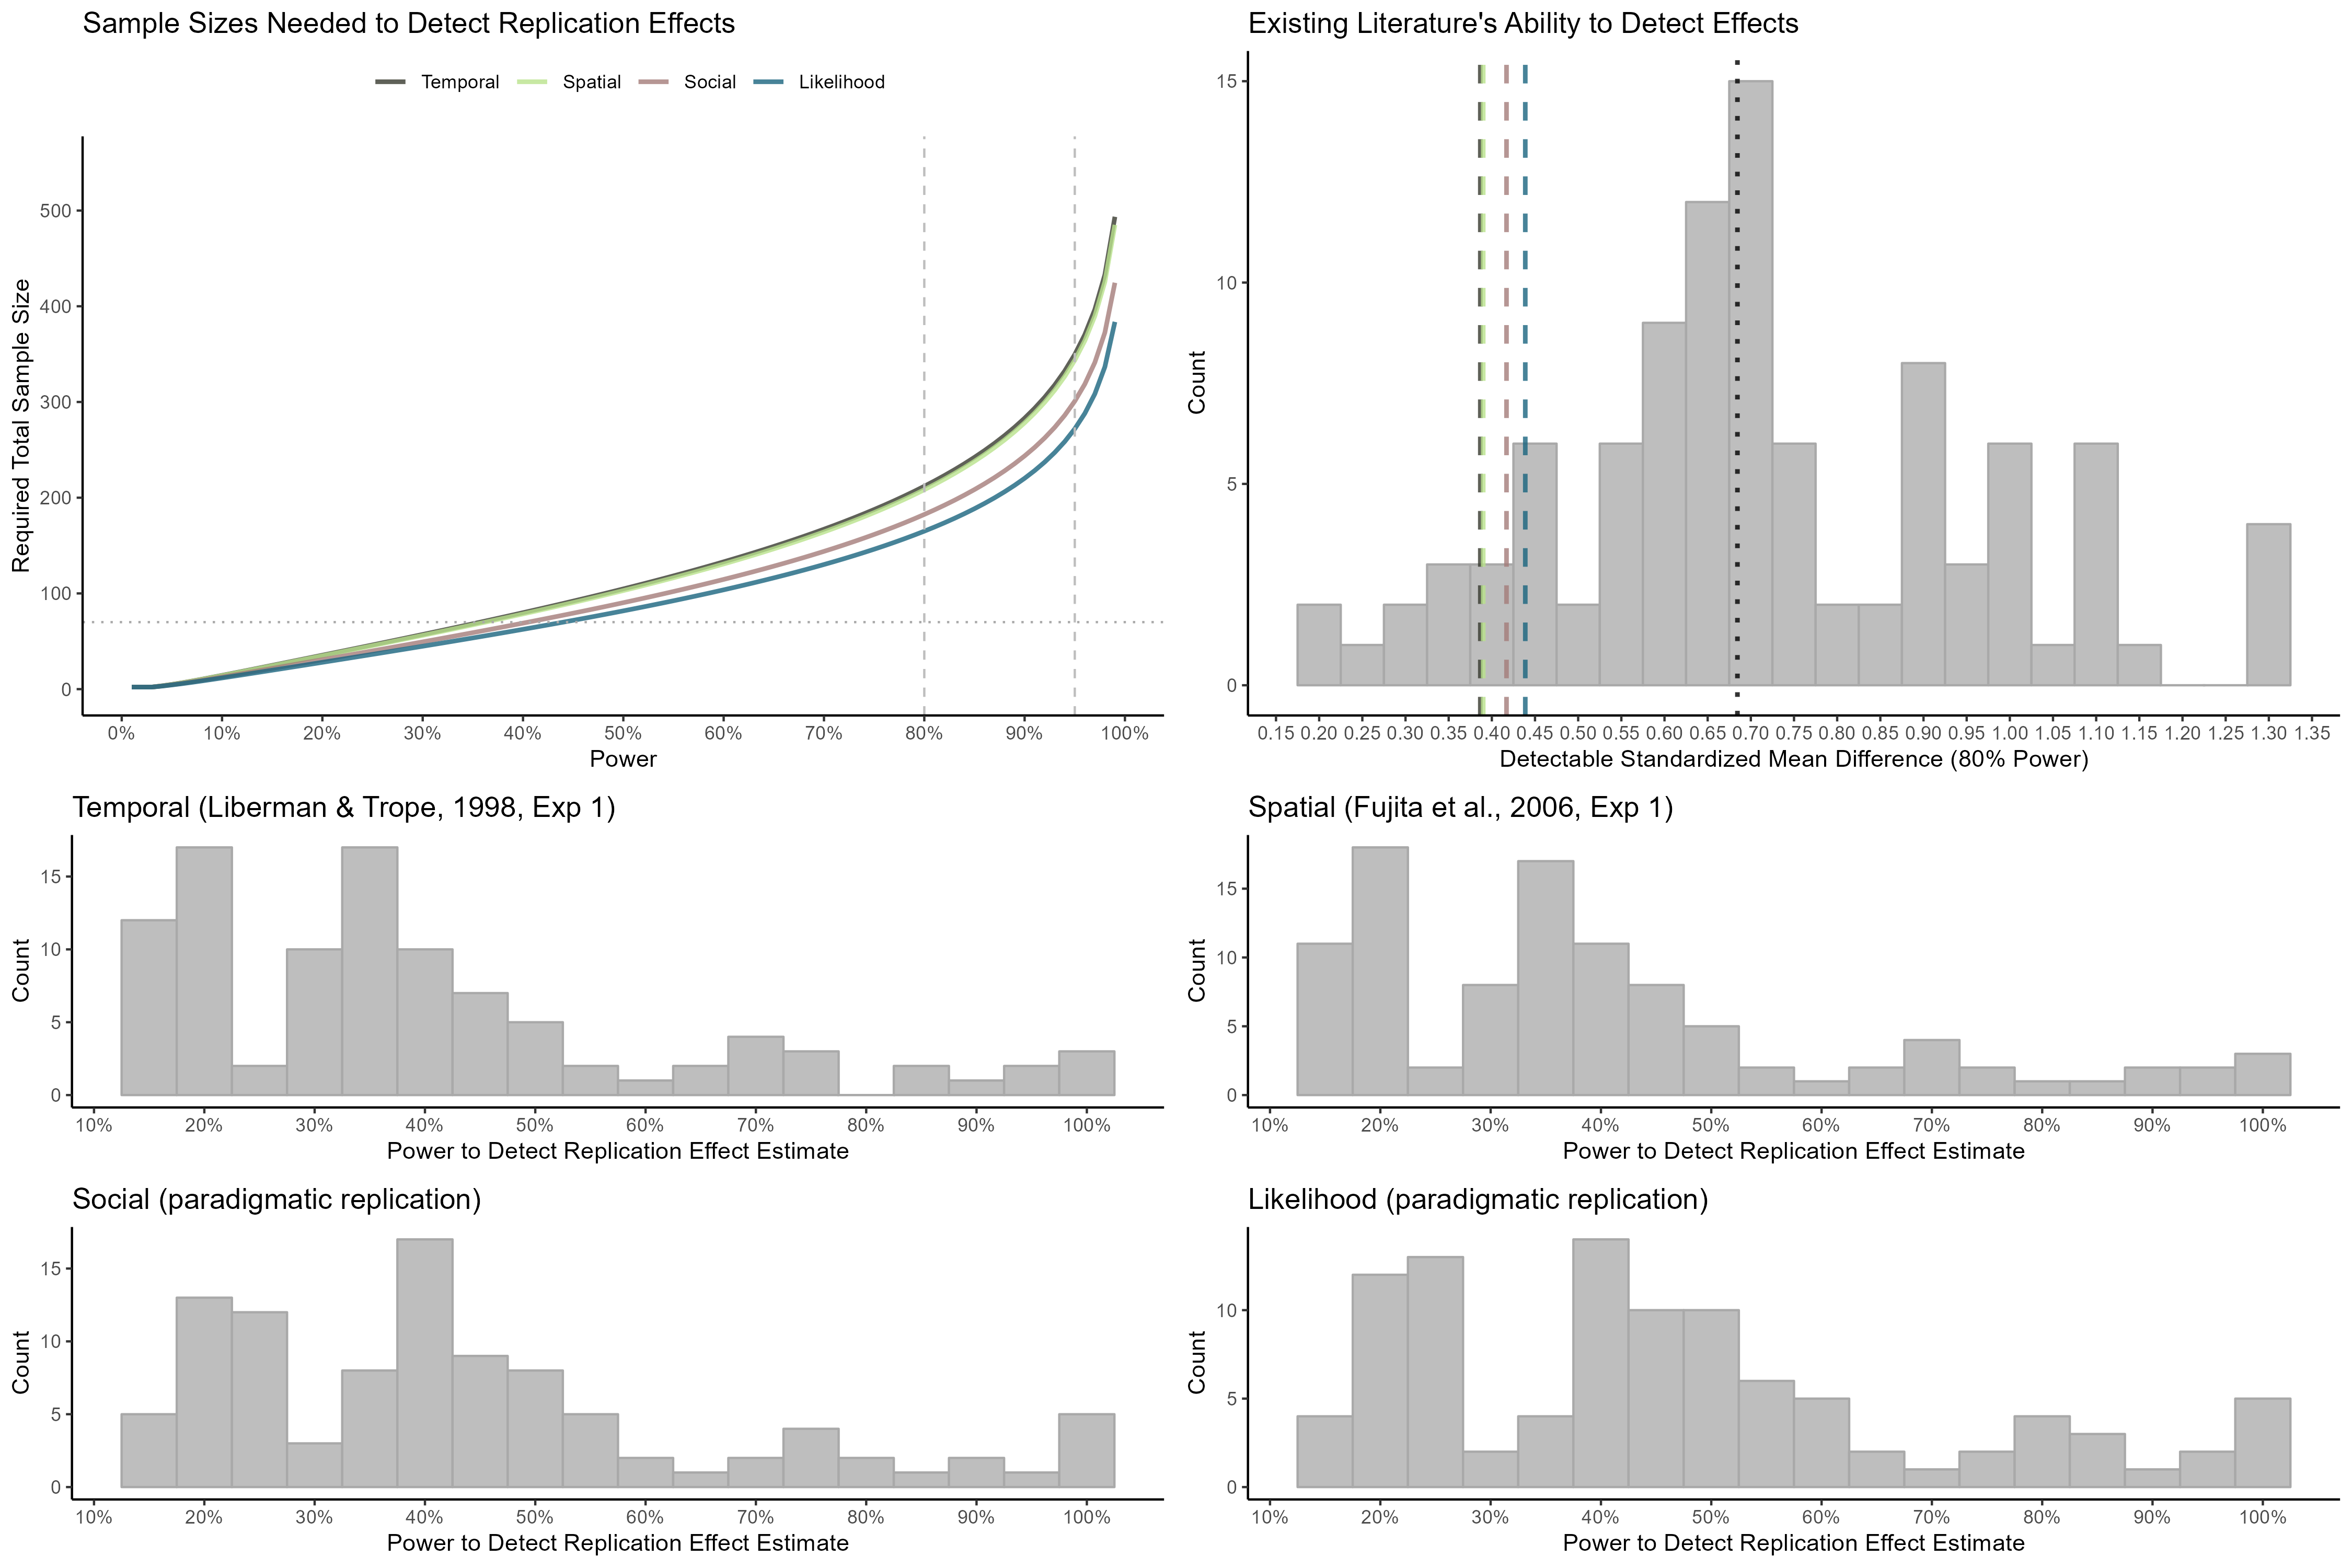 Sample Sizes Needed to Detect Replication Effects
Temporal Spatial Social Likelihood
Required Total Sample Size
500
400
300
200
100
0
0% 10% 20% 30% 40% 50% 60% 70% 80% 90% 100%
Power
Existing Literature's Ability to Detect Effects
Count
15
10
5
0
0.15 0.20 0.25 0.30 0.35 0.40 0.45 0.50 0.55 0.60 0.65 0.70 0.75 0.80 0.85 0.90 0.95 1.00 1.05 1.10 1.15 1.20 1.25 1.30 1.35
Detectable Standardized Mean Difference (80% Power)
Temporal (Liberman & Trope, 1998, Exp 1)
Count
15
10
5
0
10% 20% 30% 40% 50% 60% 70% 80% 90% 100%
Power to Detect Replication Effect Estimate
Spatial (Fujita et al., 2006, Exp 1)
Count
15
10
5
0
10% 20% 30% 40% 50% 60% 70% 80% 90% 100%
Power to Detect Replication Effect Estimate
Social (paradigmatic replication)
Count
15
10
5
0
10% 20% 30% 40% 50% 60% 70% 80% 90% 100%
Power to Detect Replication Effect Estimate
Likelihood (paradigmatic replication)
Count
10
5
0
10% 20% 30% 40% 50% 60% 70% 80% 90% 100%
Power to Detect Replication Effect Estimate